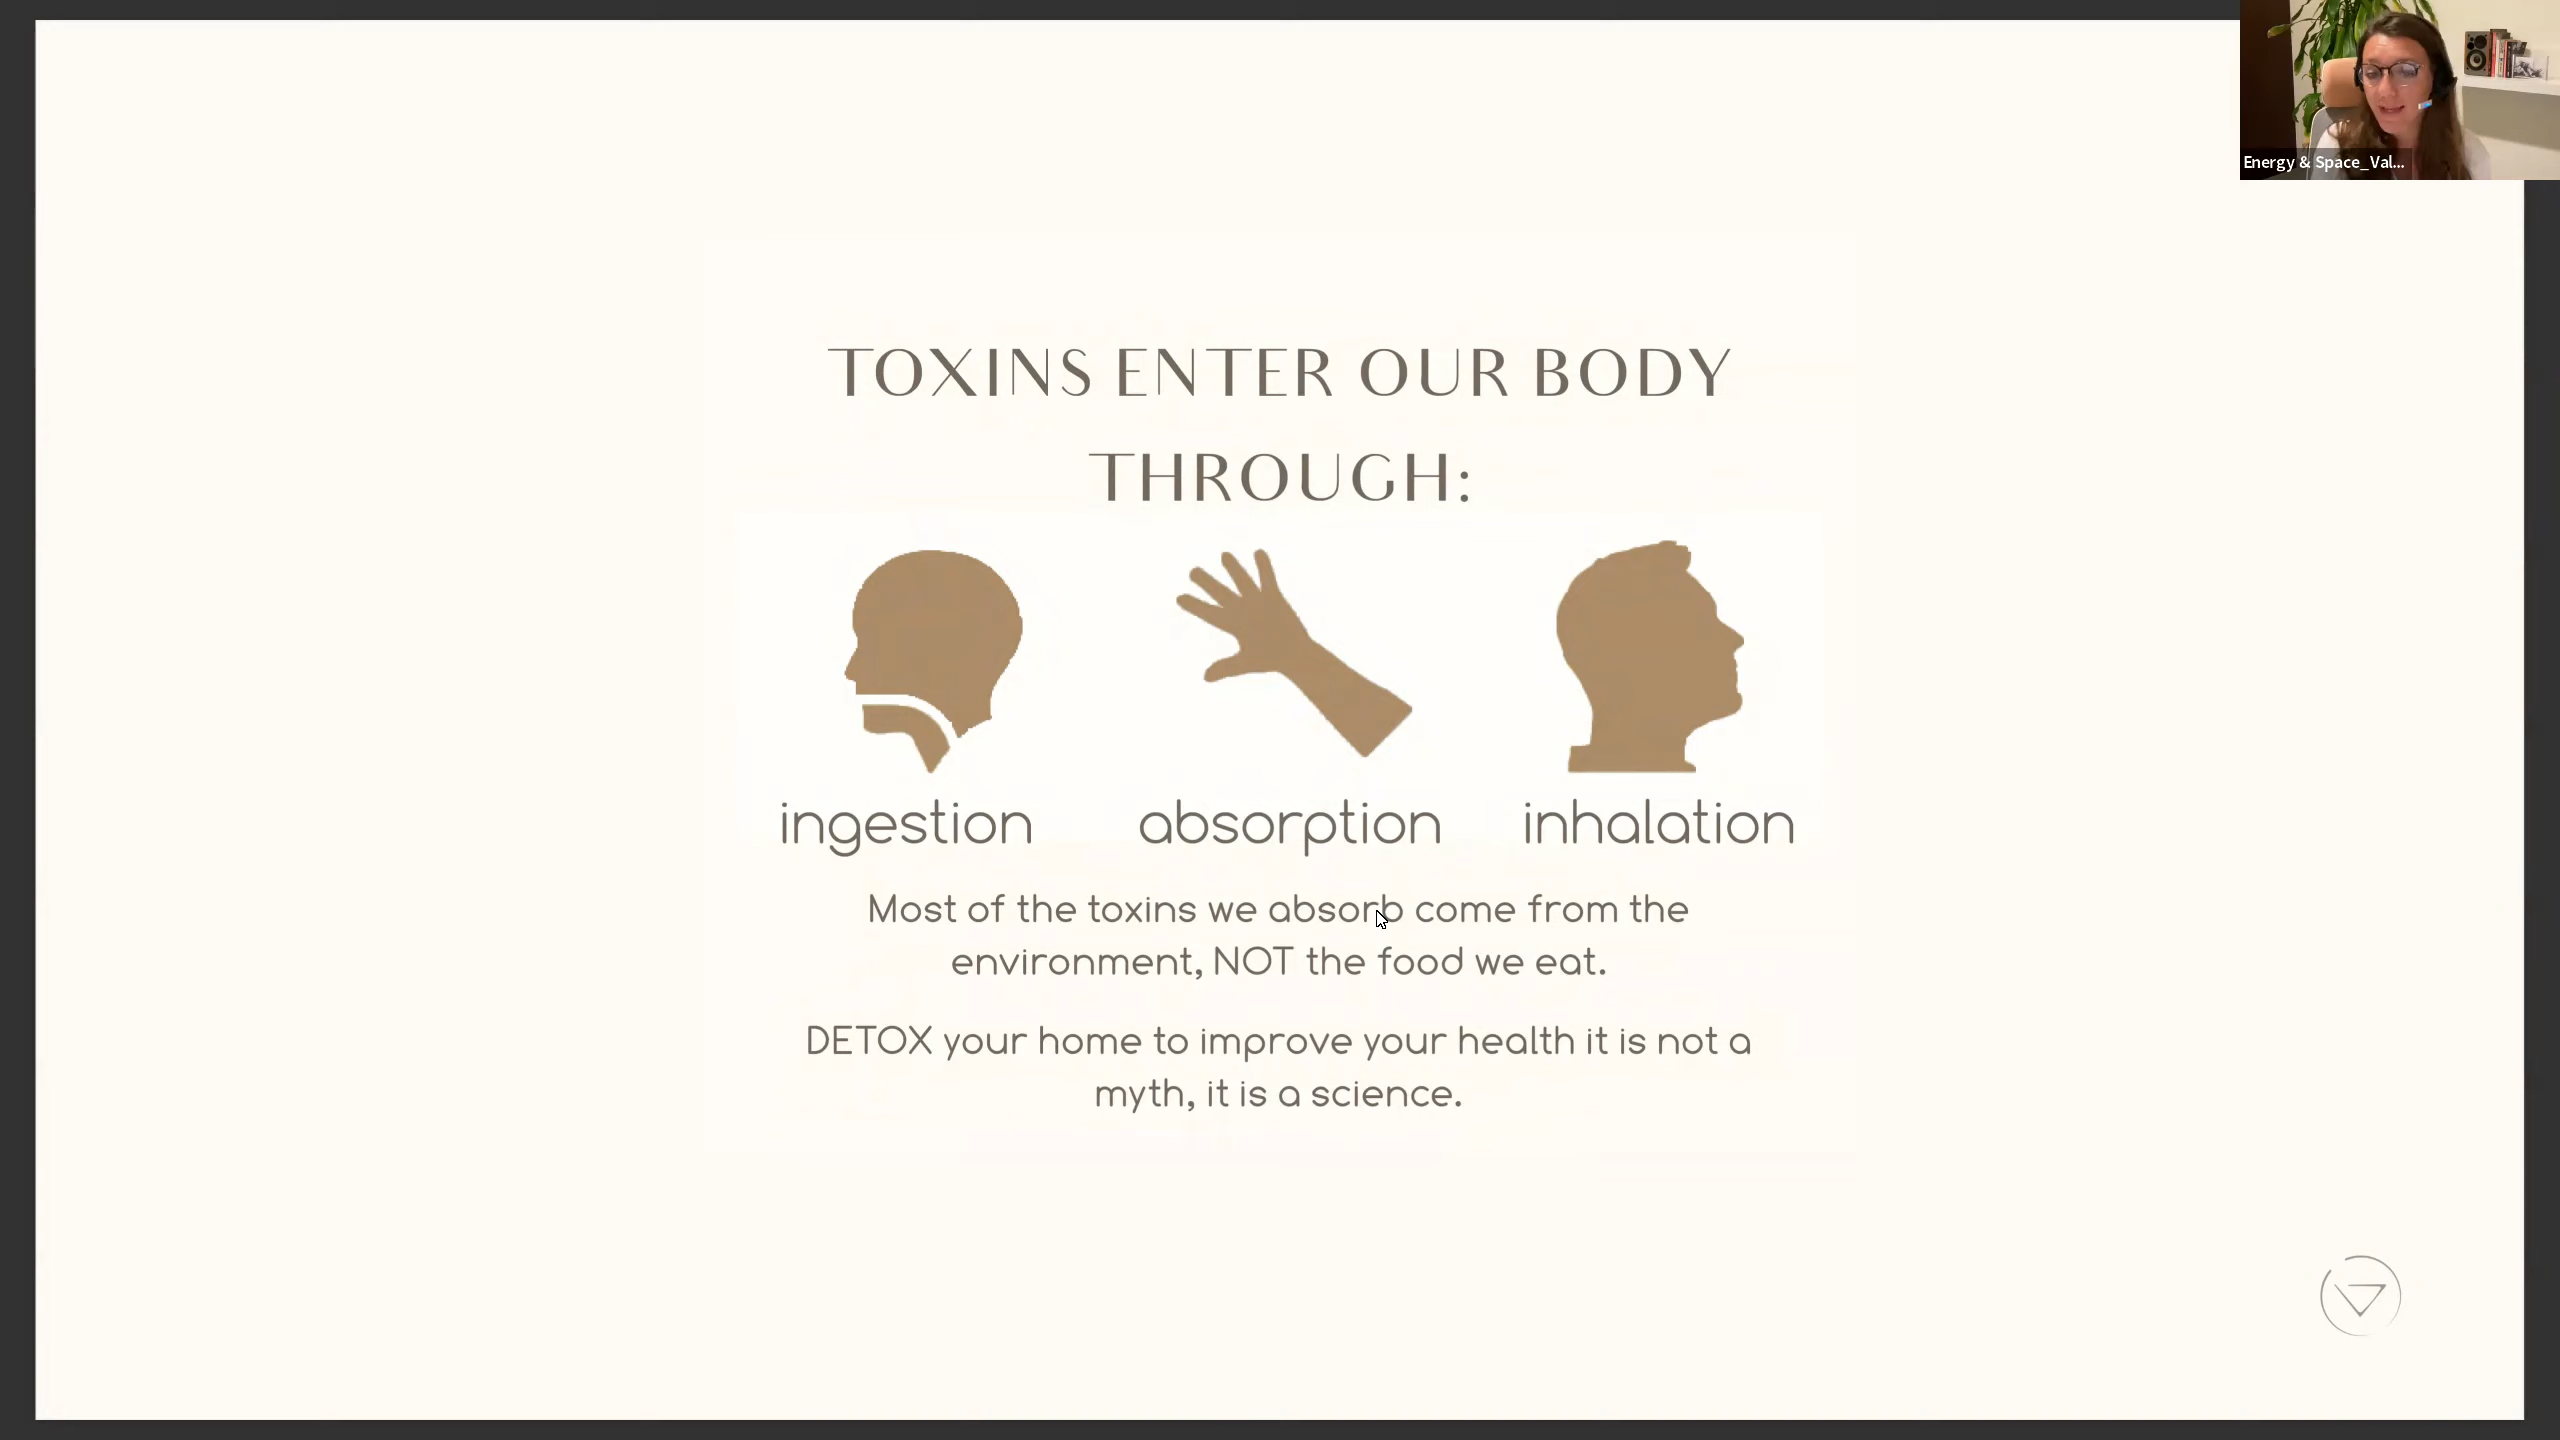 Energy & Space_Val...
TOXINS ENTER OUR BODY
THROUGH:
ingestion
absorption
inhalation
Most of the toxins we absorb come from the
environment, NOT the food we eat.
DETOX your home to improve your health it is not a
myth, it is a science.